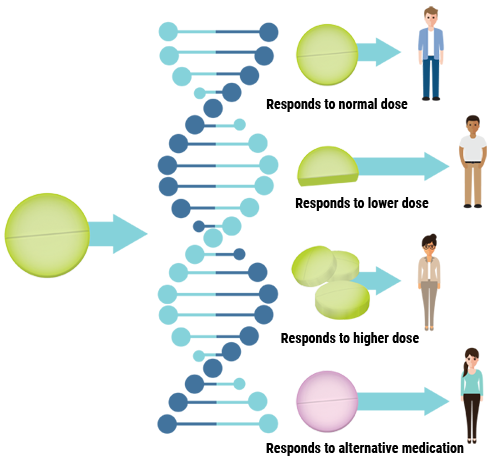 Responds to normal dose
Responds to lower dose
Responds to higher dose
Responds to alternative medication